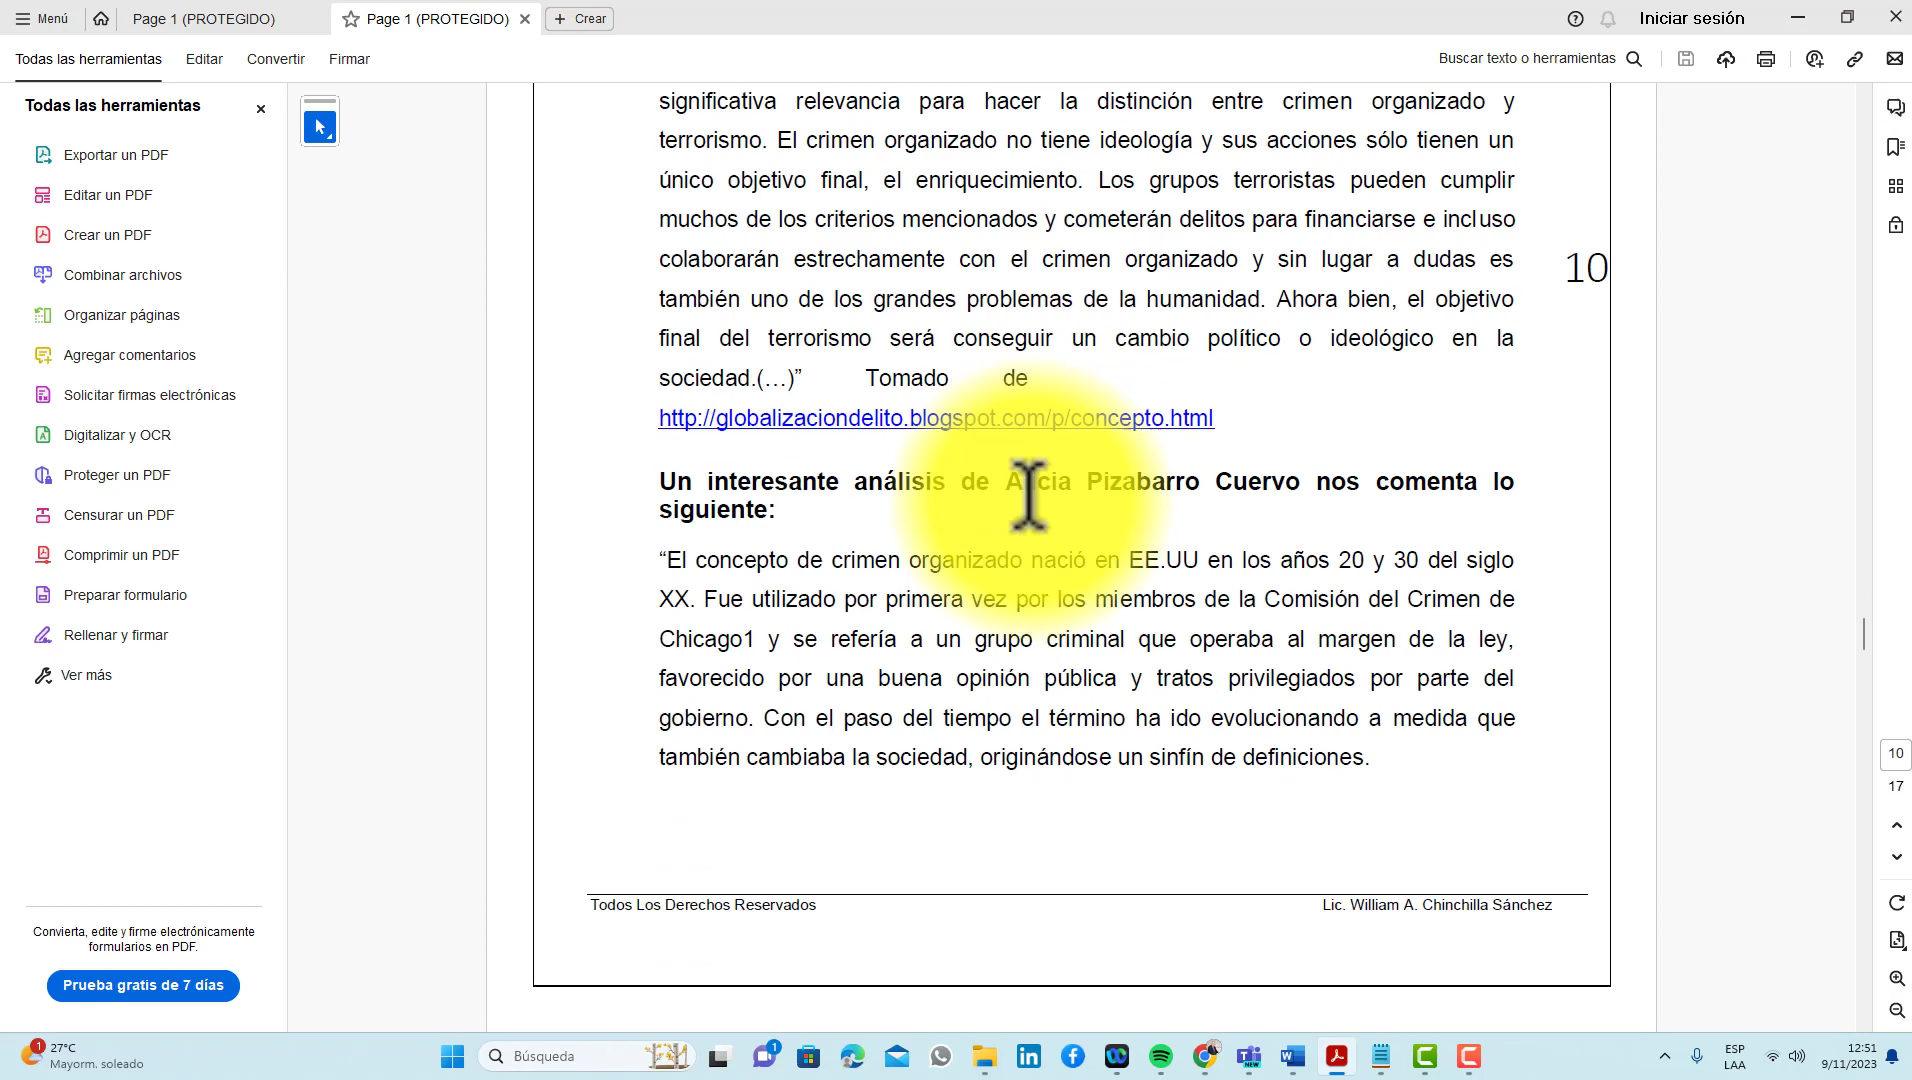 Menú
Page 1 (PROTEGIDO)
Page 1 (PROTEGIDO)
Crear
Iniciar sesión
Todas las herramientas
Editar
Convertir
Firmar
Buscar texto o herramientas
Todas las herramientas
Exportar un PDF
Editar un PDF
Crear un PDF
Combinar archivos
Organizar páginas
Agregar comentarios
Solicitar firmas electrónicas
Digitalizar y OCR
Proteger un PDF
Censurar un PDF
Comprimir un PDF
Preparar formulario
Rellenar y firmar
Ver más
Convierta, edite y firme electrónicamente
formularios en PDF.
Prueba gratis de 7 días
significativa relevancia para hacer la distinción entre crimen organizado y
terrorismo. El crimen organizado no tiene ideología y sus acciones sólo tienen un
único objetivo final, el enriquecimiento. Los grupos terroristas pueden cumplir
muchos de los criterios mencionados y cometerán delitos para financiarse e incluso
colaborarán estrechamente con el crimen organizado y sin lugar a dudas es
también uno de los grandes problemas de la humanidad. Ahora bien, el objetivo
final del terrorismo será conseguir un cambio político o ideológico en la
sociedad.(…)” Tomado de
http://globalizaciondelito.blogspot.com/p/concepto.html
10
Un interesante análisis de Alicia Pizabarro Cuervo nos comenta lo
siguiente:
“El concepto de crimen organizado nació en EE.UU en los años 20 y 30 del siglo
XX. Fue utilizado por primera vez por los miembros de la Comisión del Crimen de
Chicago1 y se refería a un grupo criminal que operaba al margen de la ley,
favorecido por una buena opinión pública y tratos privilegiados por parte del
gobierno. Con el paso del tiempo el término ha ido evolucionando a medida que
también cambiaba la sociedad, originándose un sinfín de definiciones.
Todos Los Derechos Reservados
Lic. William A. Chinchilla Sánchez
10
17
1
27°C
Mayorm. soleado
Búsqueda
1
NEW
ESP
LAA
12:51
9/11/2023